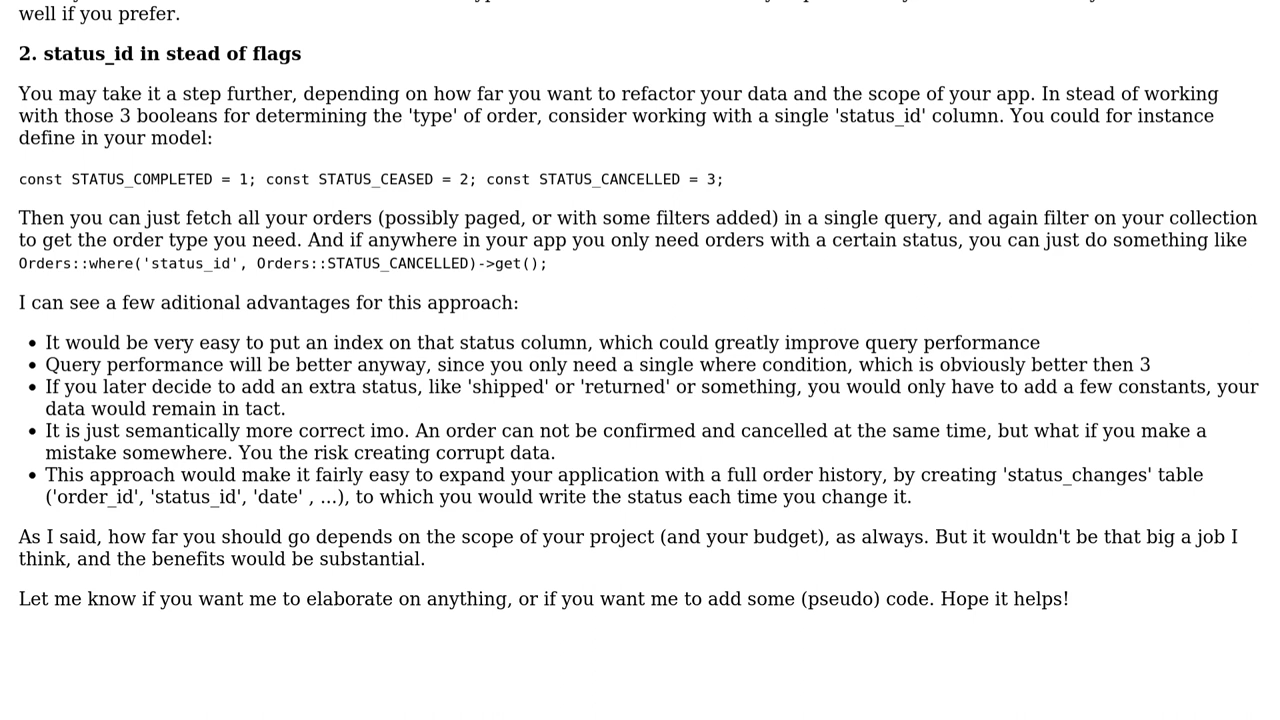 well if you prefer.
2. status_id in stead of flags
You may take it a step further, depending on how far you want to refactor your data and the scope of your app. In stead of working
with those 3 booleans for determining the 'type' of order, consider working with a single 'status_id' column. You could for instance
define in your model:
const STATUS_COMPLETED = 1; const STATUS_CEASED = 2; const STATUS_CANCELLED = 3;
Then you can just fetch all your orders (possibly paged, or with some filters added) in a single query, and again filter on your collection
to get the order type you need. And if anywhere in your app you only need orders with a certain status, you can just do something like
Orders::where('status_id', Orders::STATUS_CANCELLED)->get();
I can see a few aditional advantages for this approach:
• It would be very easy to put an index on that status column, which could greatly improve query performance
• Query performance will be better anyway, since you only need a single where condition, which is obviously better then 3
• If you later decide to add an extra status, like 'shipped' or 'returned' or something, you would only have to add a few constants, your
data would remain in tact.
• It is just semantically more correct imo. An order can not be confirmed and cancelled at the same time, but what if you make a
mistake somewhere. You the risk creating corrupt data.
• This approach would make it fairly easy to expand your application with a full order history, by creating 'status_changes' table
('order_id', 'status_id', 'date' , ...), to which you would write the status each time you change it.
As I said, how far you should go depends on the scope of your project (and your budget), as always. But it wouldn't be that big a job I
think, and the benefits would be substantial.
Let me know if you want me to elaborate on anything, or if you want me to add some (pseudo) code. Hope it helps!